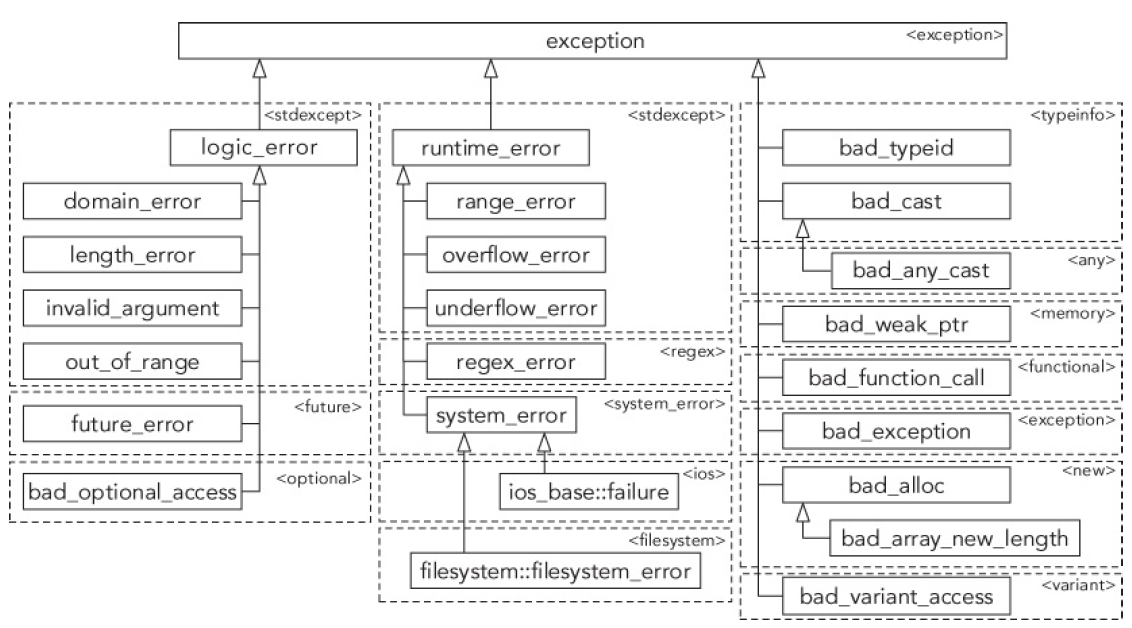 exception
<exception>
<stdexcept>
logic_error
domain_error
length_error
invalid_argument
out_of_range
<future>
future_error
<optional>
bad_optional_access
<stdexcept>
runtime_error
range_error
overflow_error
underflow_error
<regex>
regex_error
<system_error>
system_error
<ios>
ios_base::failure
<filesystem>
filesystem::filesystem_error
<typeinfo>
bad_typeid
bad_cast
<any>
bad_any_cast
<memory>
bad_weak_ptr
<functional>
bad_function_call
<exception>
bad_exception
<new>
bad_alloc
bad_array_new_length
<variant>
bad_variant_access